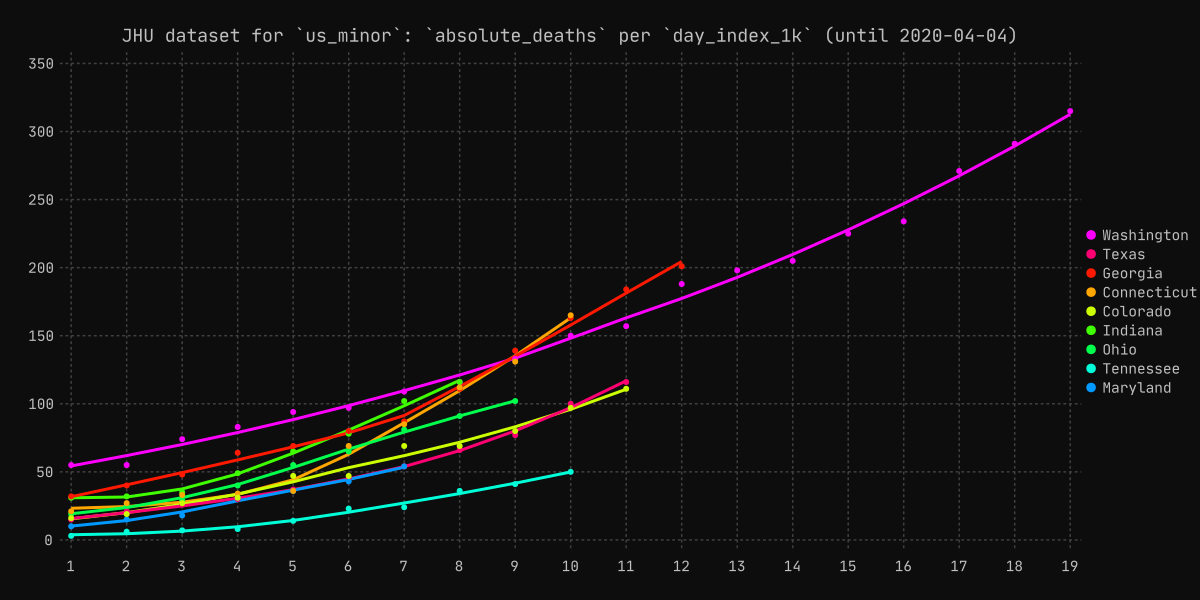 JHU dataset for `us_minor`: `absolute_deaths` per `day_index_1k` (until 2020-04-04)
350
300
250
200
150
100
50
0
1 2 3 4 5 6 7 8 9 10 11 12 13 14 15 16 17 18 19
Washington
Texas
Georgia
Connecticut
Colorado
Indiana
Ohio
Tennessee
Maryland